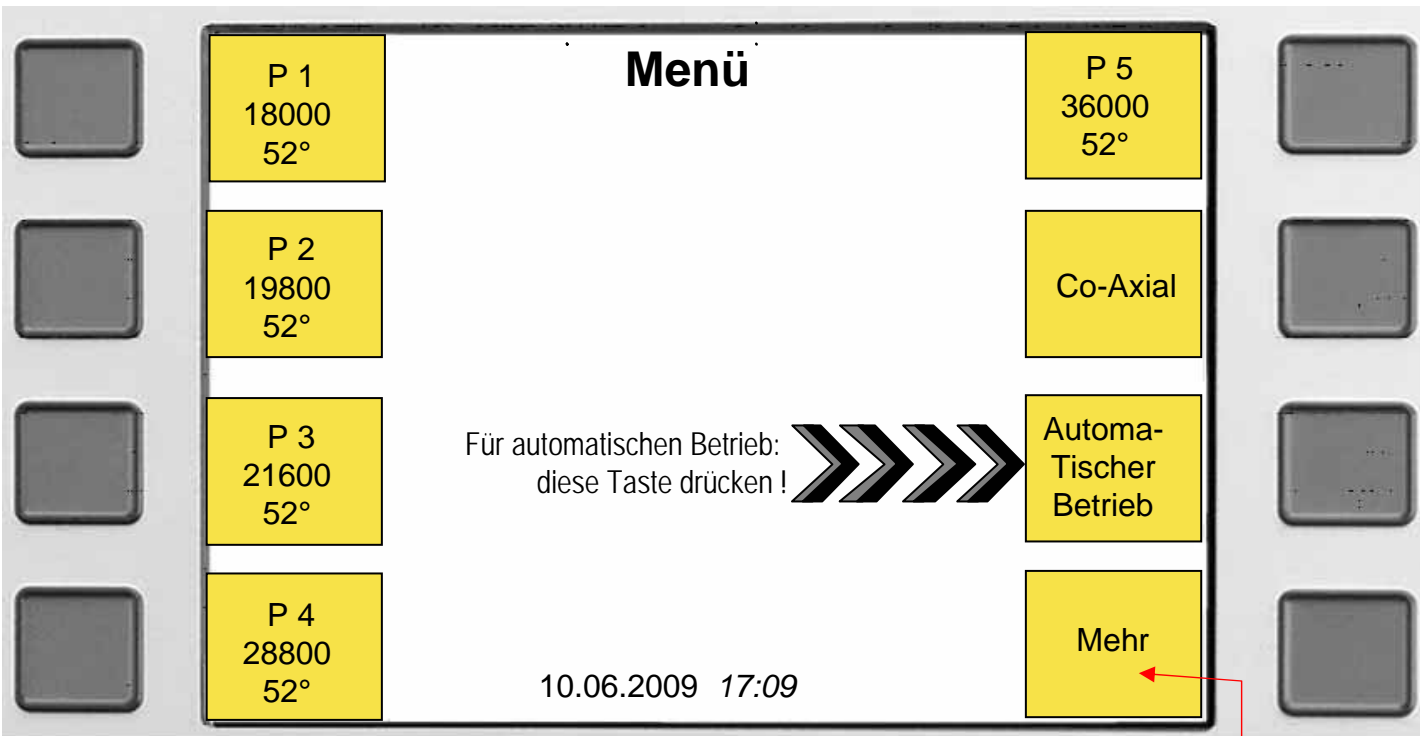 Menü
P 1
18000
52°
P 2
19800
52°
P 3
21600
52°
P 4
28800
52°
P 5
36000
52°
Co-Axial
Für automatischen Betrieb:
diese Taste drücken !
Automa-
Tischer
Betrieb
Mehr
10.06.2009 17:09